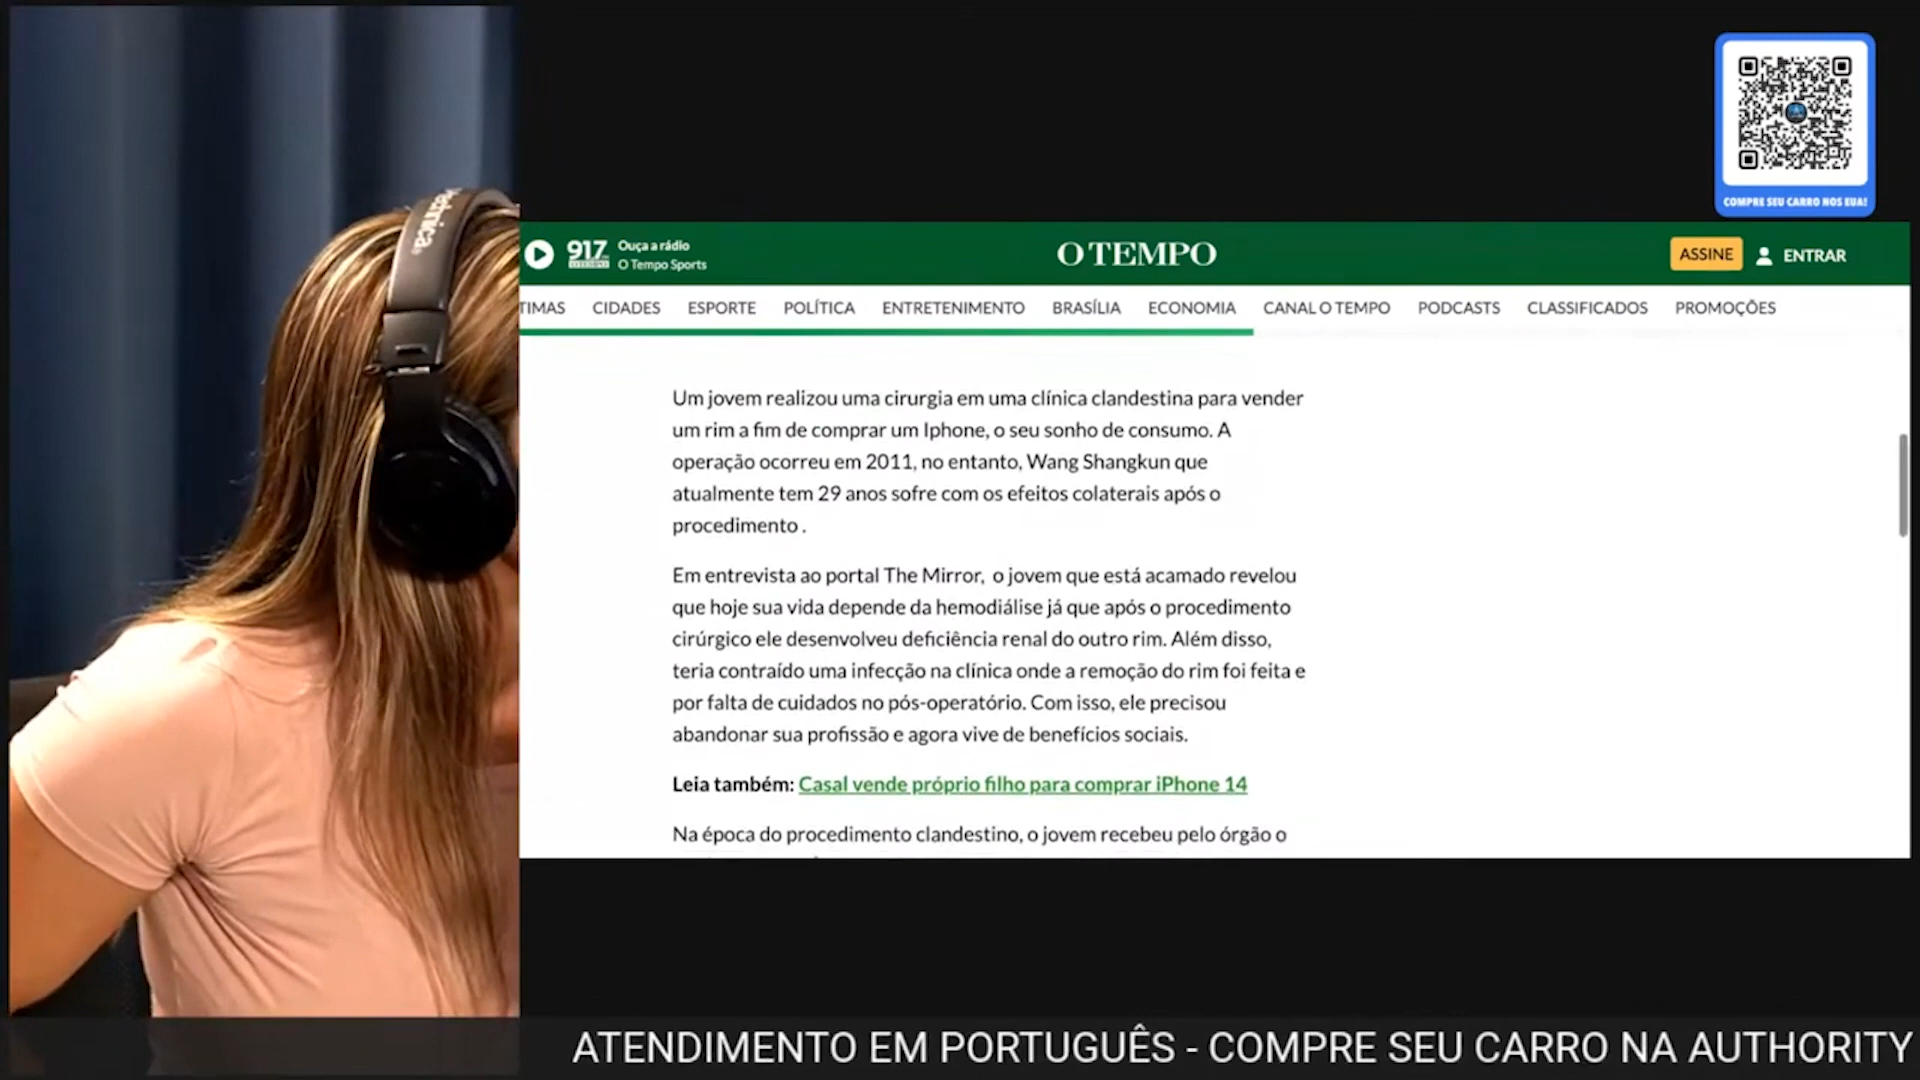 COMPRE SEU CARRO NOS EUA!
917 Ouça a rádio
O Tempo Sports
O TEMPO
ASSINE ENTRAR
TIMAS CIDADES ESPORTE POLÍTICA ENTRETENIMENTO BRASÍLIA ECONOMIA CANAL O TEMPO PODCASTS CLASSIFICADOS PROMOÇÕES
Um jovem realizou uma cirurgia em uma clínica clandestina para vender
um rim a fim de comprar um Iphone, o seu sonho de consumo. A
operação ocorreu em 2011, no entanto, Wang Shangkun que
atualmente tem 29 anos sofre com os efeitos colaterais após o
procedimento .
Em entrevista ao portal The Mirror, o jovem que está acamado revelou
que hoje sua vida depende da hemodiálise já que após o procedimento
cirúrgico ele desenvolveu deficiência renal do outro rim. Além disso,
teria contraído uma infecção na clínica onde a remoção do rim foi feita e
por falta de cuidados no pós-operatório. Com isso, ele precisou
abandonar sua profissão e agora vive de benefícios sociais.
Leia também: Casal vende próprio filho para comprar iPhone 14
Na época do procedimento clandestino, o jovem recebeu pelo órgão o
ATENDIMENTO EM PORTUGUÊS - COMPRE SEU CARRO NA AUTHORITY